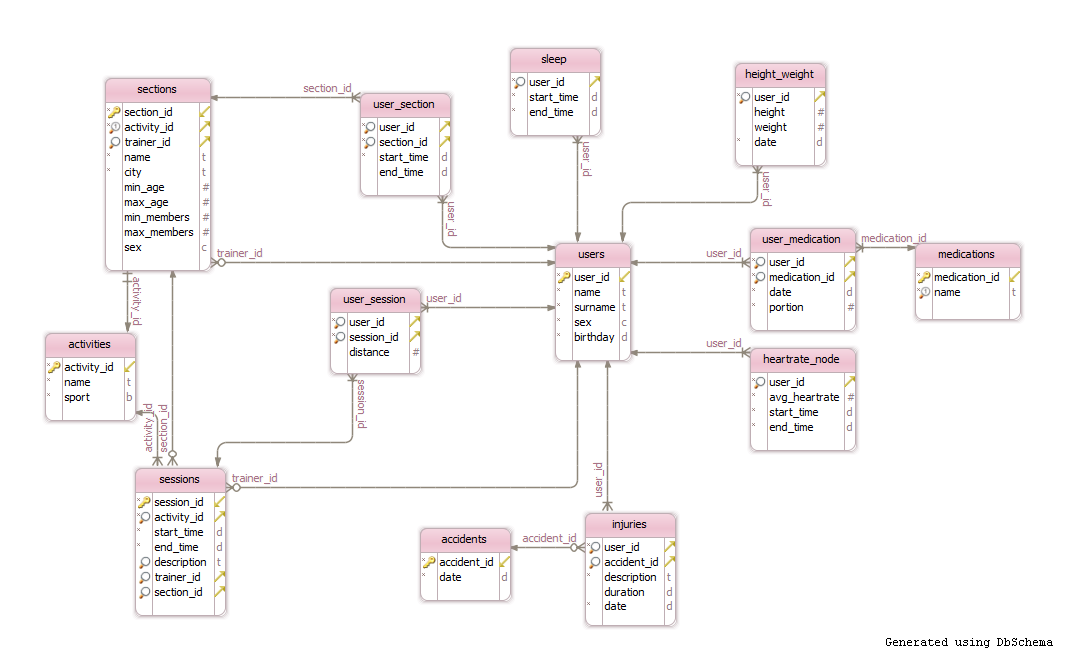 sections
section_id
activity_id
trainer_id
name t
city t
min_age #
max_age #
min_members #
max_members #
sex c
section_id
user_section
user_id
section_id
start_time d
end_time d
user_id
sleep
user_id
start_time d
end_time d
user_id
height_weight
user_id
height #
weight #
date d
user_id
trainer_id
users
user_id
name t
surname t
sex c
birthday d
user_id
user_medication
user_id
medication_id
date d
portion #
medication_id
medications
medication_id
name t
activity_id
user_session
user_id
session_id
distance #
user_id
session_id
user_id
heartrate_node
user_id
avg_heartrate #
start_time d
end_time d
activities
activity_id
name t
sport b
activity_id
section_id
sessions
session_id
activity_id
start_time d
end_time d
description t
trainer_id
section_id
trainer_id
user_id
accidents
accident_id
date d
accident_id
injuries
user_id
accident_id
description t
duration d
date d
Generated using DbSchema